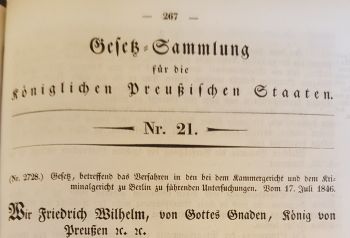 — 267 —
Gesetz-Sammlung
für die
Königlichen Preußischen Staaten.
Nr. 21.
(Nr. 2728.) Gesetz, betreffend das Verfahren in den bei dem Kammergericht und dem Kri-
minalgericht zu Berlin zu führenden Untersuchungen. Vom 17. Juli 1846.
Wir Friedrich Wilhelm, von Gottes Gnaden, König von
Preußen ꝛc. ꝛc.